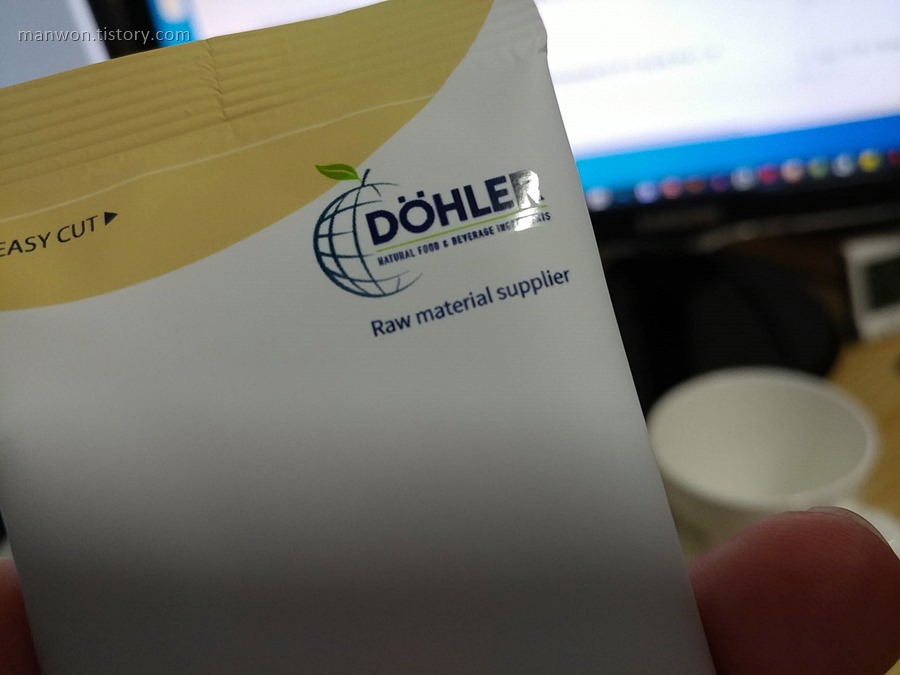 manwon.tistory.com
EASY CUT
DÖHLER
NATURAL FOOD & BEVERAGE INGREDIENTS
Raw material supplier